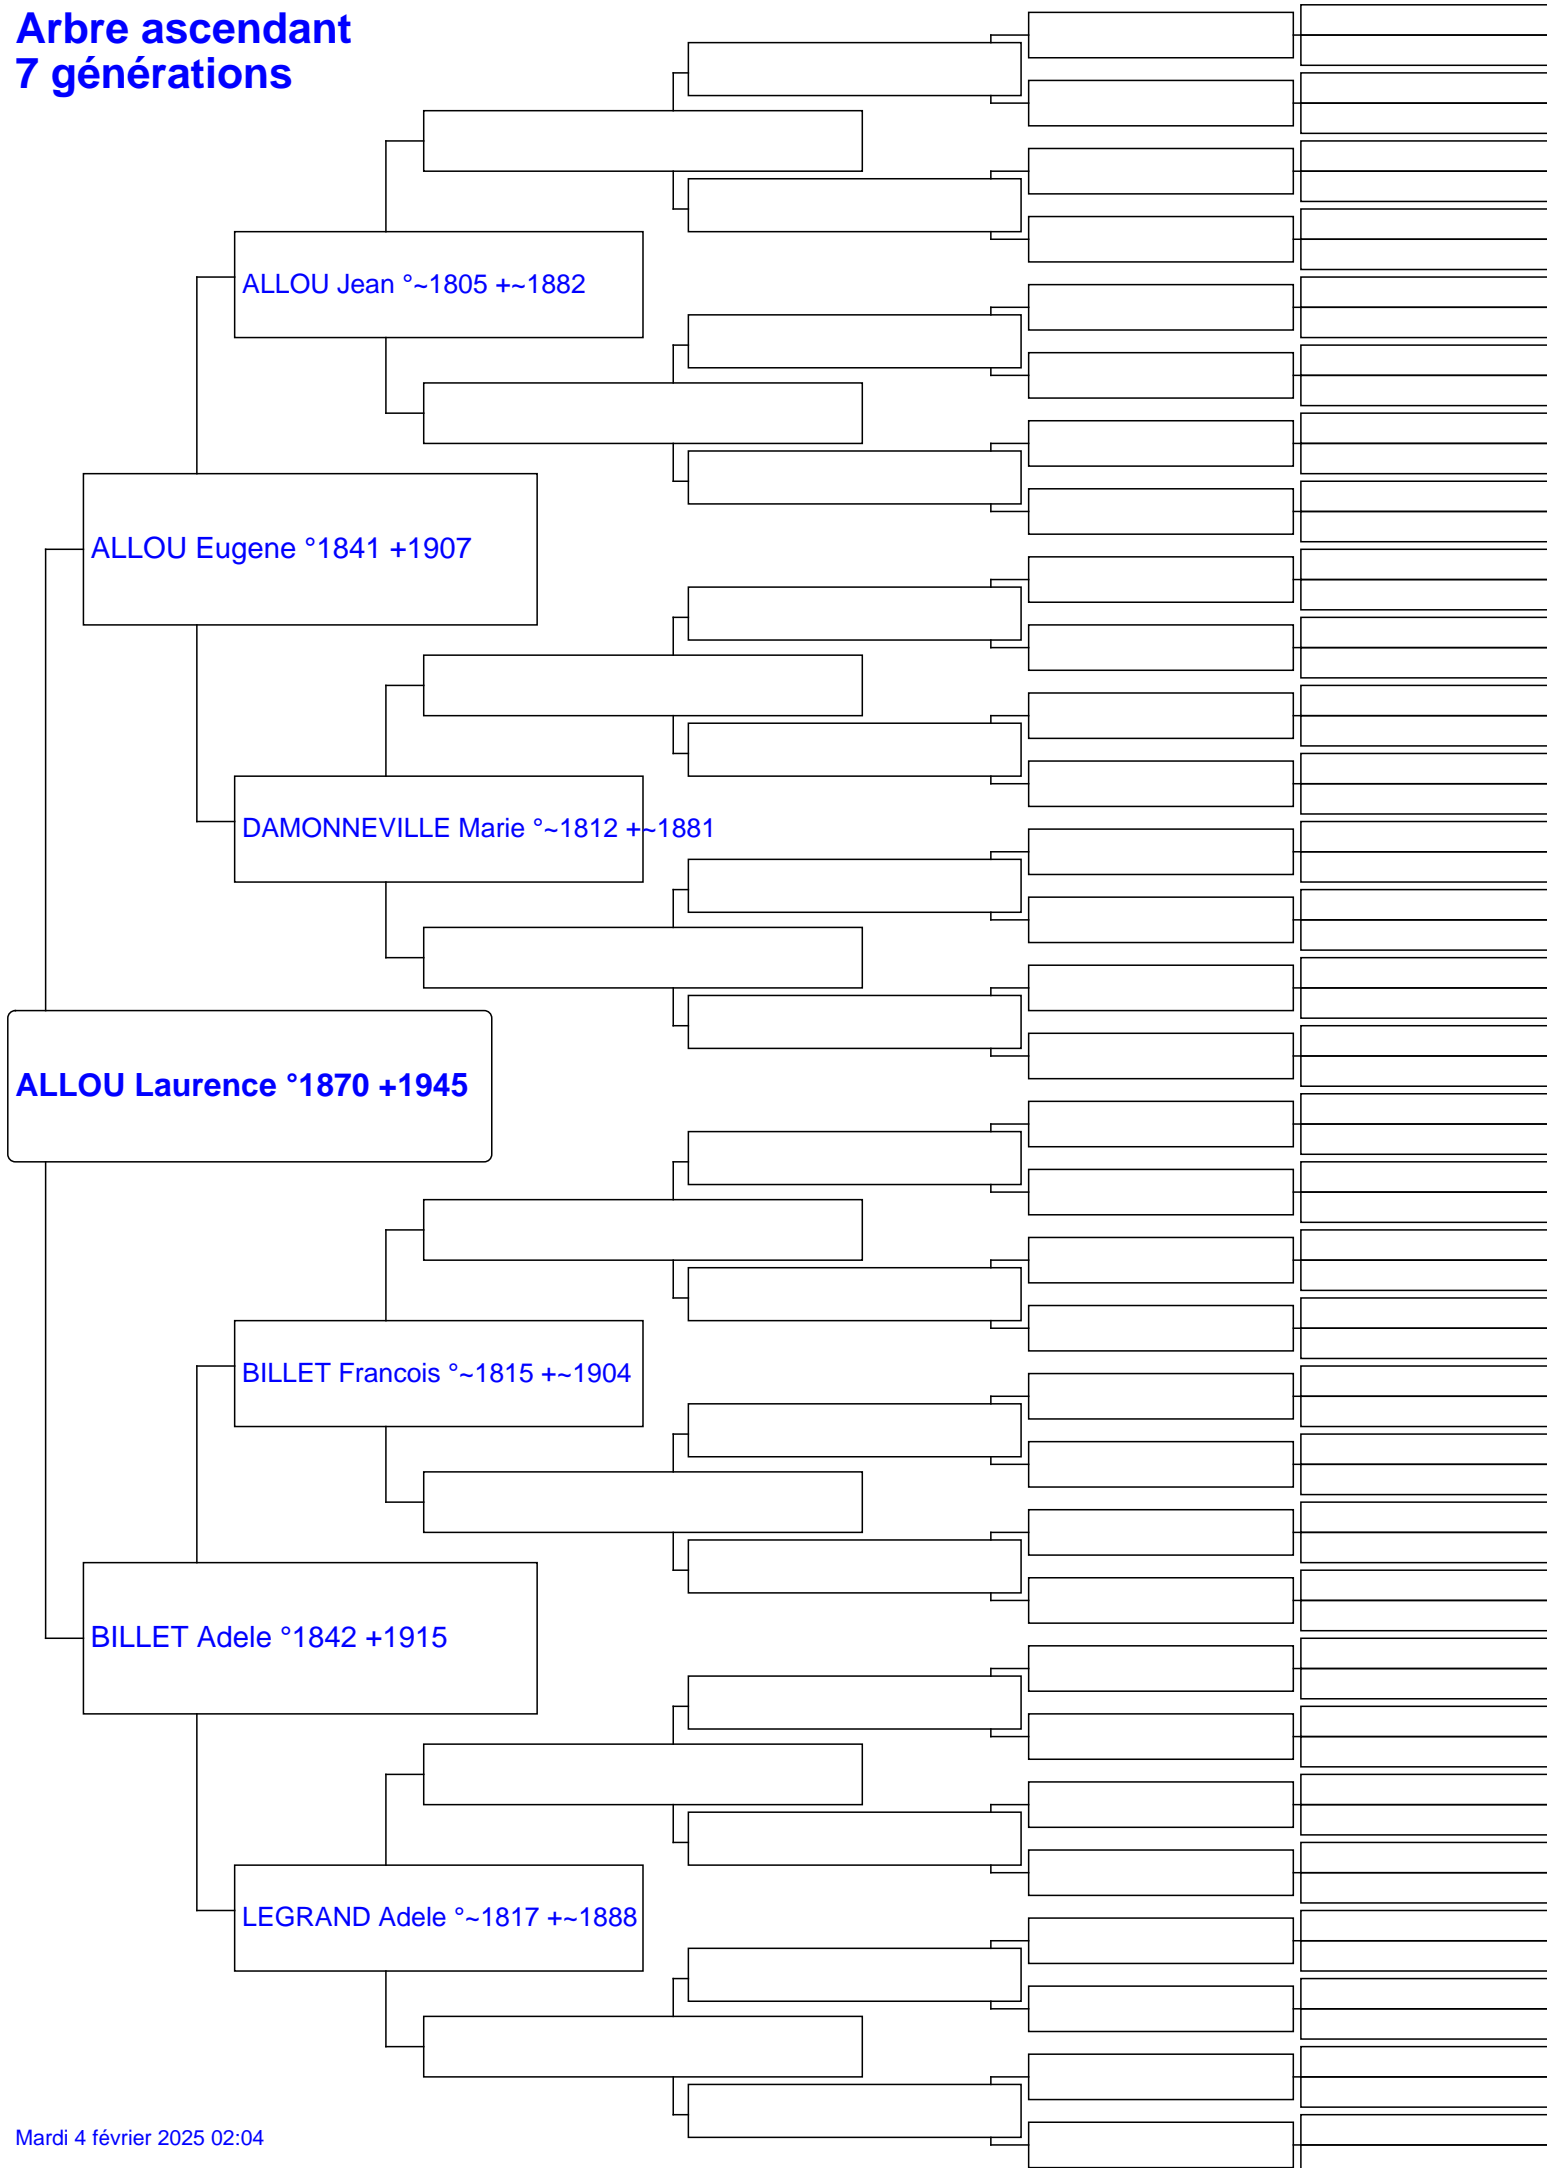 Arbre ascendant
7 générations
ALLOU Jean °~1805 +~1882
ALLOU Eugene °1841 +1907
DAMONNEVILLE Marie °~1812 +~1881
ALLOU Laurence °1870 +1945
BILLET Francois °~1815 +~1904
BILLET Adele °1842 +1915
LEGRAND Adele °~1817 +~1888
Mardi 4 février 2025 02:04